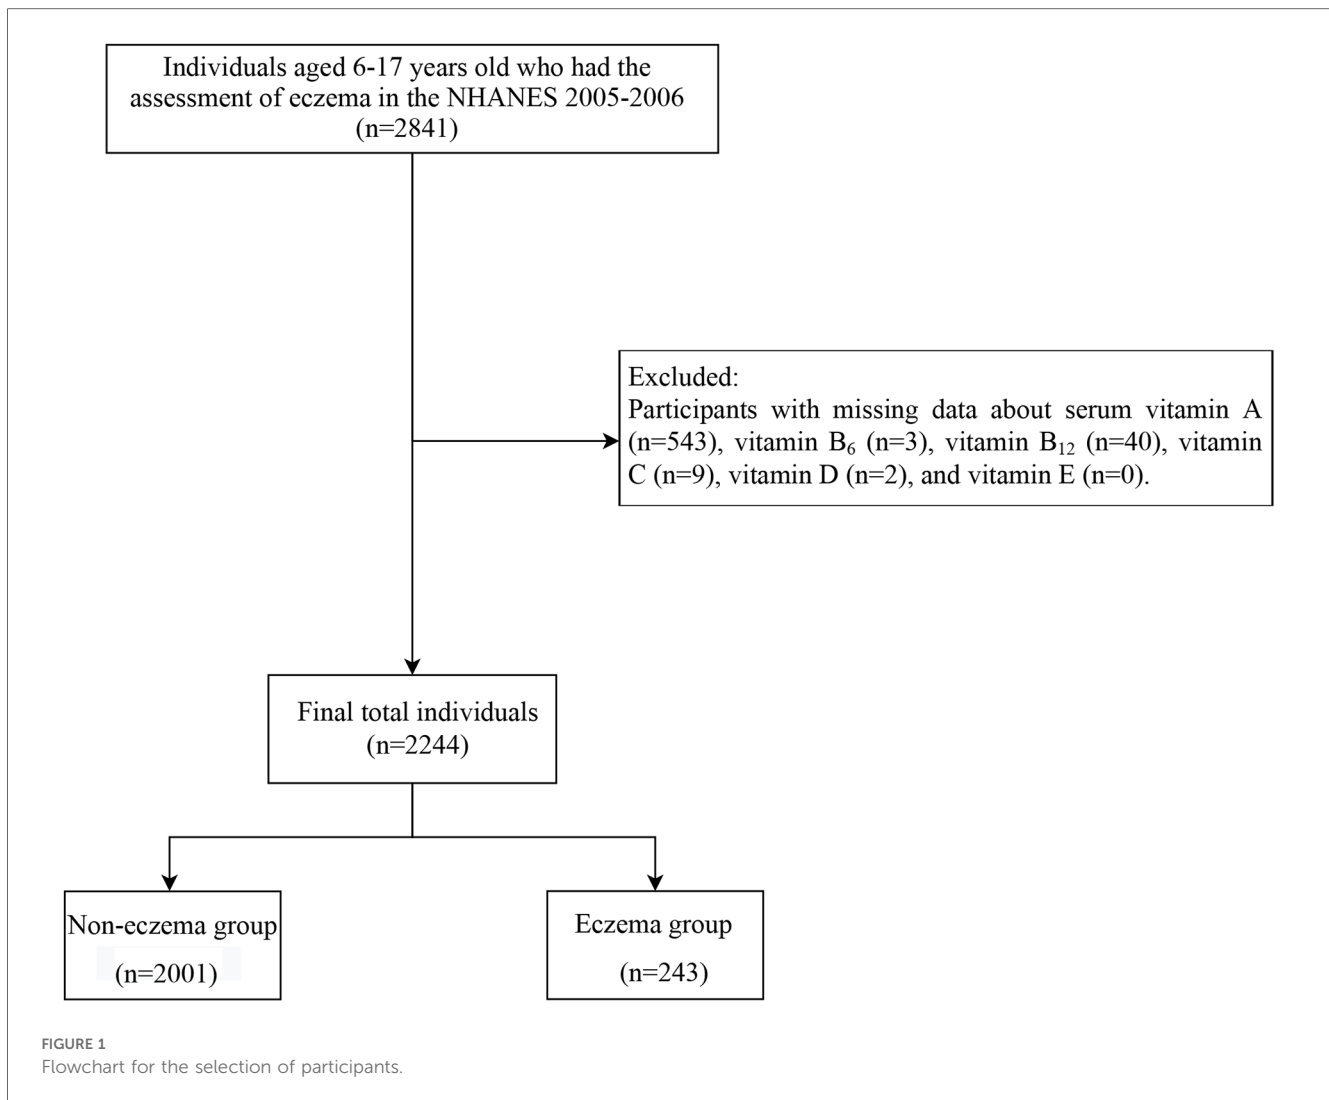 Individuals aged 6-17 years old who had the
assessment of eczema in the NHANES 2005-2006
(n=2841)
Excluded:
Participants with missing data about serum vitamin A
(n=543), vitamin B₆ (n=3), vitamin B₁₂ (n=40), vitamin
C (n=9), vitamin D (n=2), and vitamin E (n=0).
Final total individuals
(n=2244)
Non-eczema group
(n=2001)
Eczema group
(n=243)
FIGURE 1
Flowchart for the selection of participants.